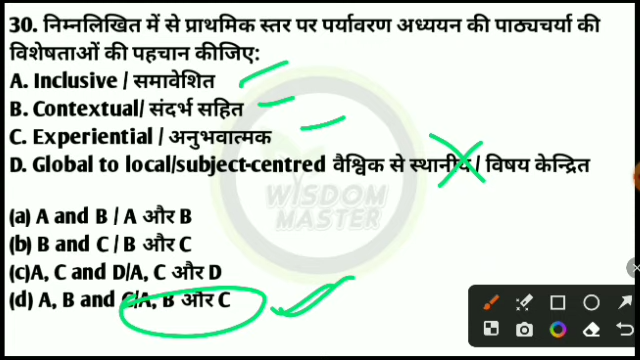 30. निम्नलिखित में से प्राथमिक स्तर पर पर्यावरण अध्ययन की पाठ्यचर्या की
विशेषताओं की पहचान कीजिए:
A. Inclusive / समावेशित
B. Contextual/ संदर्भ सहित
C. Experiential / अनुभवात्मक
D. Global to local/subject-centred वैश्विक से स्थानीय / विषय केन्द्रित
WISDOM
MASTER
(a) A and B / A और B
(b) B and C / B और C
(c)A, C and D/A, C और D
(d) A, B and C/A, B और C